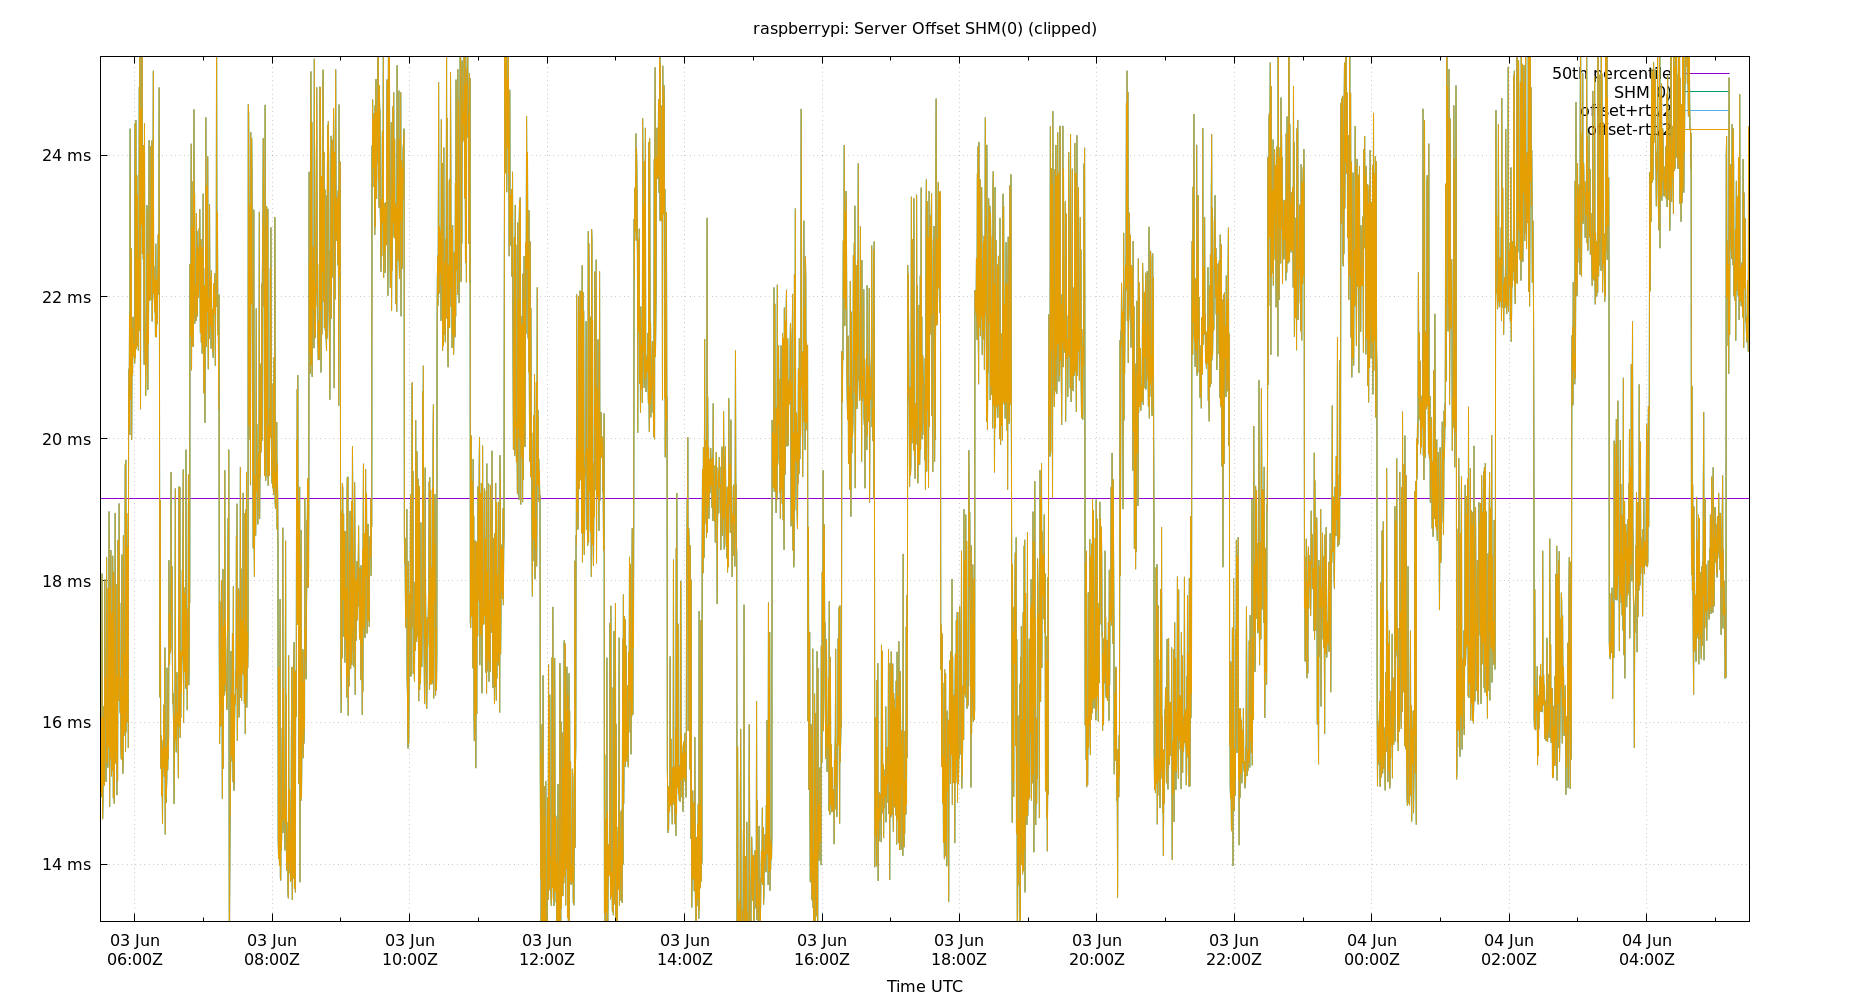 raspberrypi: Server Offset SHM(0) (clipped)
50th percentile
SHM(0)
offset+rtt/2
offset-rtt/2
24 ms
22 ms
20 ms
18 ms
16 ms
14 ms
03 Jun 03 Jun 03 Jun 03 Jun 03 Jun 03 Jun 03 Jun 03 Jun 03 Jun 04 Jun 04 Jun 04 Jun
06:00Z 08:00Z 10:00Z 12:00Z 14:00Z 16:00Z 18:00Z 20:00Z 22:00Z 00:00Z 02:00Z 04:00Z
Time UTC